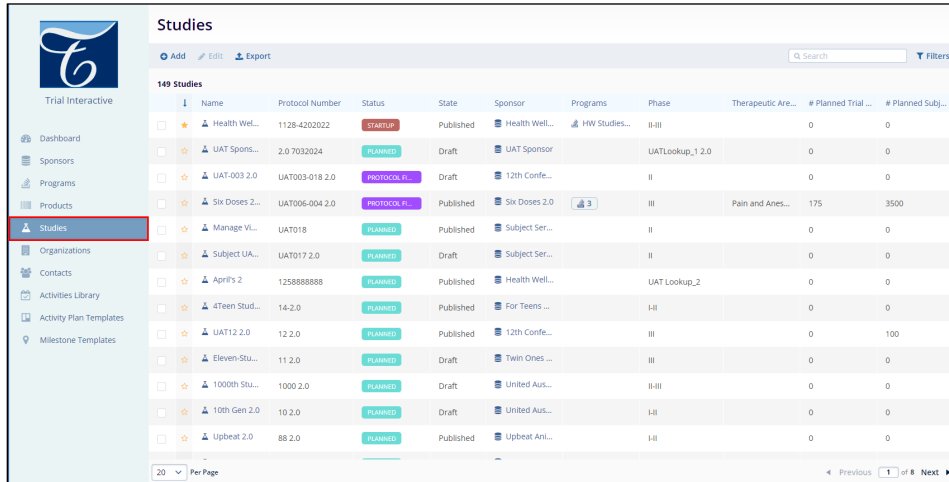 Trial Interactive
Dashboard
Sponsors
Programs
Products
Studies
Organizations
Contacts
Activities Library
Activity Plan Templates
Milestone Templates
Studies
Add Edit Export Search Filters
149 Studies
Name Protocol Number Status State Sponsor Programs Phase Therapeutic Are... # Planned Trial ... # Planned Subj...
Health Wel... 1128-4202022 STARTUP Published Health Well... HW Studies... II-III 0 0
UAT Spons... 2.0 7032024 PLANNED Draft UAT Sponsor UATLookup_1 2.0 0 0
UAT-003 2.0 UAT003-018 2.0 PROTOCOL FI... Draft 12th Confe... II 0 0
Six Doses 2... UAT006-004 2.0 PROTOCOL FI... Published Six Doses 2.0 3 III Pain and Anes... 175 3500
Manage Vi... UAT018 PLANNED Published Subject Ser... II 0 0
Subject UA... UAT017 2.0 PLANNED Draft Subject Ser... II 0 0
April's 2 1258888888 PLANNED Published Health Well... UAT Lookup_2 0 0
4Teen Stud... 14-2.0 PLANNED Published For Teens ... I-II 0 0
UAT12 2.0 12 2.0 PLANNED Published 12th Confe... III 0 100
Eleven-Stu... 11 2.0 PLANNED Draft Twin Ones ... III 0 0
1000th Stu... 1000 2.0 PLANNED Draft United Aus... II-III 0 0
10th Gen 2.0 10 2.0 PLANNED Draft United Aus... I-II 0 0
Upbeat 2.0 88 2.0 PLANNED Published Upbeat Ani... I-II 0 0
20 Per Page Previous 1 of 8 Next